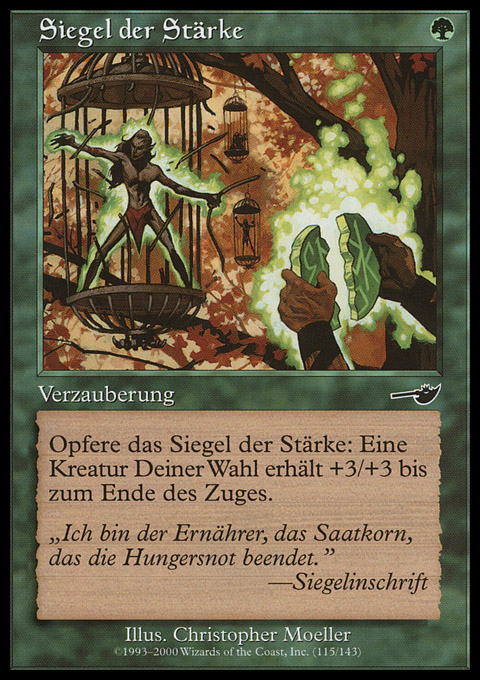 Siegel der Stärke
Verzauberung
Opfere das Siegel der Stärke: Eine
Kreatur Deiner Wahl erhält +3/+3 bis
zum Ende des Zuges.
„Ich bin der Ernährer, das Saatkorn,
das die Hungersnot beendet.”
—Siegelinschrift
Illus. Christopher Moeller
©1993–2000 Wizards of the Coast, Inc. (115/143)